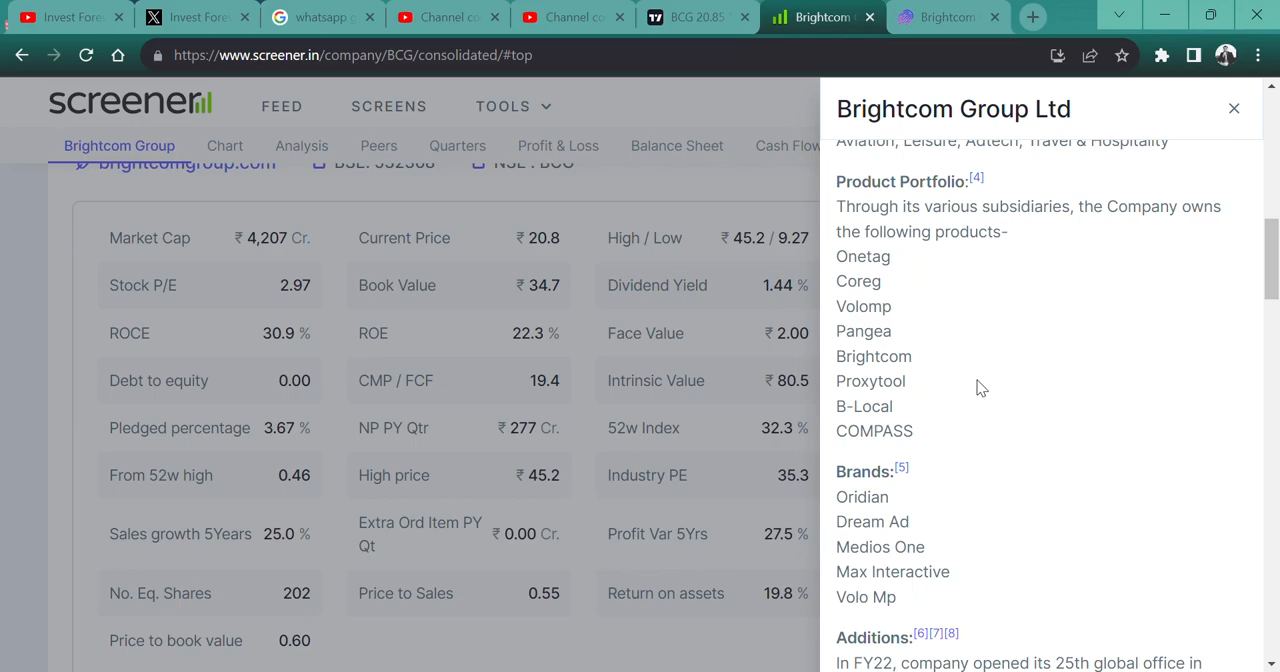 Invest Forev
Invest Forev
whatsapp g
Channel co
Channel co
BCG 20.85
Brightcom
Brightcom
https://www.screener.in/company/BCG/consolidated/#top
screener
FEED
SCREENS
TOOLS
Brightcom Group
Chart
Analysis
Peers
Quarters
Profit & Loss
Balance Sheet
Cash Flow
brightcomgroup.com
BSE: 532368
NSE : BCG
Market Cap ₹ 4,207 Cr.
Current Price ₹ 20.8
High / Low ₹ 45.2 / 9.27
Stock P/E 2.97
Book Value ₹ 34.7
Dividend Yield 1.44 %
ROCE 30.9 %
ROE 22.3 %
Face Value ₹ 2.00
Debt to equity 0.00
CMP / FCF 19.4
Intrinsic Value ₹ 80.5
Pledged percentage 3.67 %
NP PY Qtr ₹ 277 Cr.
52w Index 32.3 %
From 52w high 0.46
High price ₹ 45.2
Industry PE 35.3
Sales growth 5Years 25.0 %
Extra Ord Item PY
Qt
₹ 0.00 Cr.
Profit Var 5Yrs 27.5 %
No. Eq. Shares 202
Price to Sales 0.55
Return on assets 19.8 %
Price to book value 0.60
Brightcom Group Ltd
Aviation, Leisure, Adtech, Travel & Hospitality
Product Portfolio:[4]
Through its various subsidiaries, the Company owns
the following products-
Onetag
Coreg
Volomp
Pangea
Brightcom
Proxytool
B-Local
COMPASS
Brands:[5]
Oridian
Dream Ad
Medios One
Max Interactive
Volo Mp
Additions:[6][7][8]
In FY22, company opened its 25th global office in